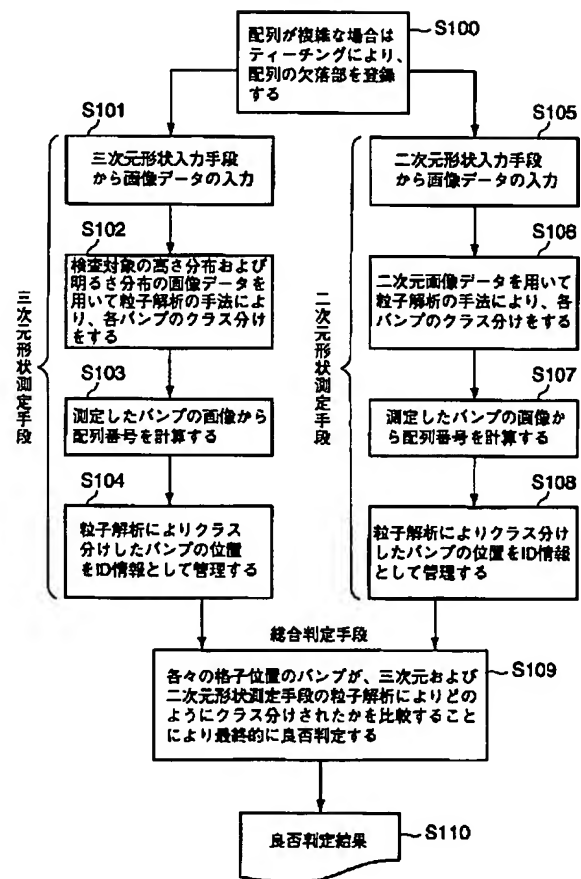 配列が複雑な場合は
ティーチングにより、
配列の欠落部を登録
する
S100
S101
三次元形状入力手段
から画像データの入力
S102
検査対象の高さ分布および
明るさ分布の画像データを
用いて粒子解析の手法によ
り、各バンプのクラス分け
をする
S103
測定したバンプの画像から
配列番号を計算する
S104
粒子解析によりクラス
分けしたバンプの位置
をID情報として管理する
三次元形状測定手段
S105
二次元形状入力手段
から画像データの入力
S106
二次元画像データを用いて
粒子解析の手法により、各
バンプのクラス分けをする
S107
測定したバンプの画像か
ら配列番号を計算する
S108
粒子解析によりクラス分け
したバンプの位置をID情報
として管理する
二次元形状測定手段
総合判定手段
各々の格子位置のバンプが、三次元および
二次元形状測定手段の粒子解析によりどの
ようにクラス分けされたかを比較すること
により最終的に良否判定する
S109
良否判定結果
S110